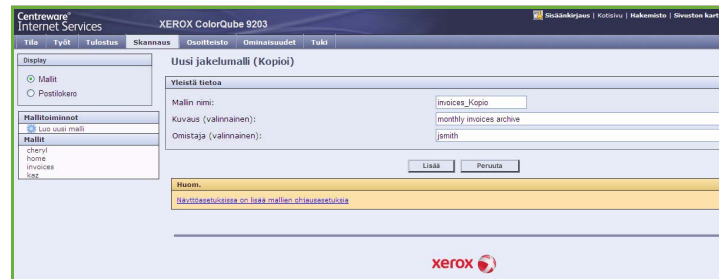 Centreware®
Internet Services
XEROX ColorQube 9203
Sisäänkirjaus | Kotisivu | Hakemisto | Sivuston kart
Tila Työt Tulostus Skannaus Osoitteisto Ominaisuudet Tuki
Display
Mallit
Postilokero
Mallitoiminnot
Luo uusi malli
Mallit
cheryl
home
invoices
kaz
Uusi jakelumalli (Kopioi)
Yleistä tietoa
Mallin nimi: invoices_Kopio
Kuvaus (valinnainen): monthly invoices archive
Omistaja (valinnainen): jsmith
Lisää Peruuta
Huom.
Näyttöasetuksissa on lisää mallien ohjausasetuksia
xerox